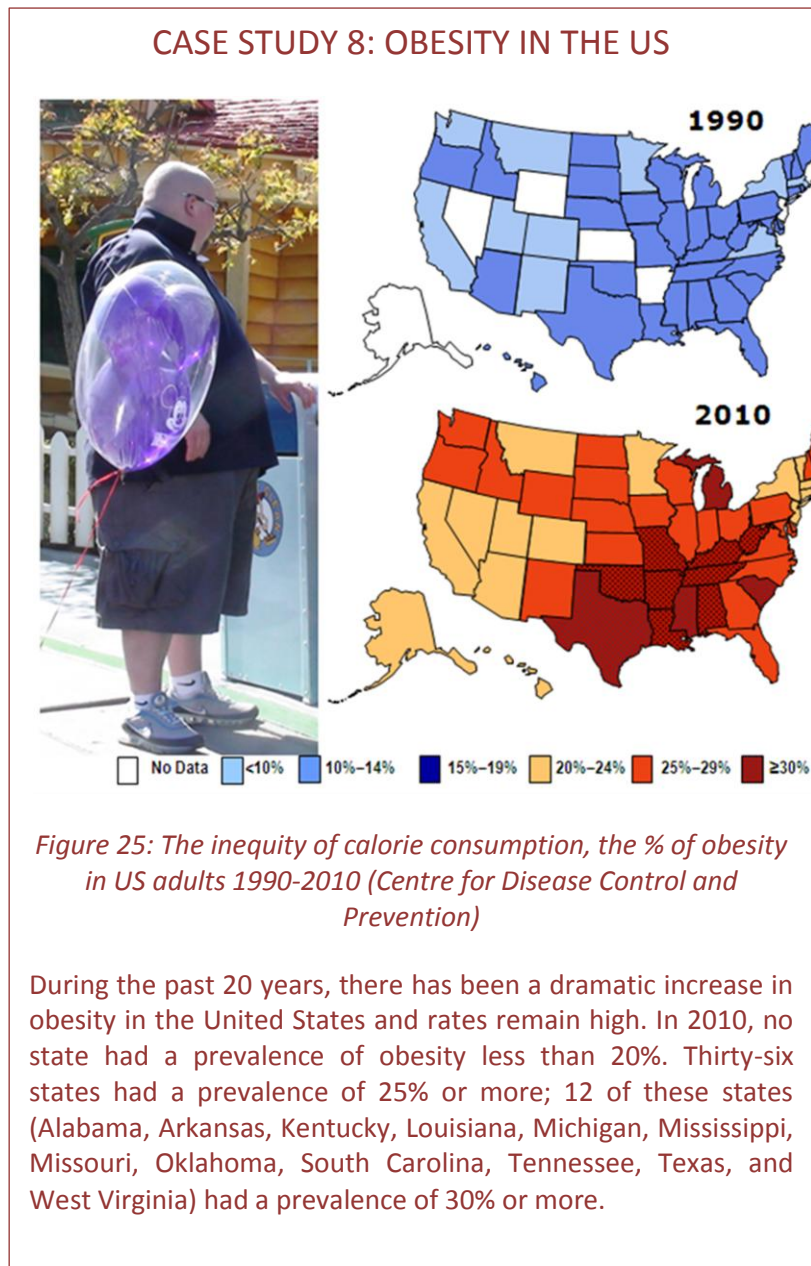 CASE STUDY 8: OBESITY IN THE US
1990
2010
No Data <10% 10%–14% 15%–19% 20%–24% 25%–29% ≥30%
Figure 25: The inequity of calorie consumption, the % of obesity
in US adults 1990-2010 (Centre for Disease Control and
Prevention)
During the past 20 years, there has been a dramatic increase in
obesity in the United States and rates remain high. In 2010, no
state had a prevalence of obesity less than 20%. Thirty-six
states had a prevalence of 25% or more; 12 of these states
(Alabama, Arkansas, Kentucky, Louisiana, Michigan, Mississippi,
Missouri, Oklahoma, South Carolina, Tennessee, Texas, and
West Virginia) had a prevalence of 30% or more.